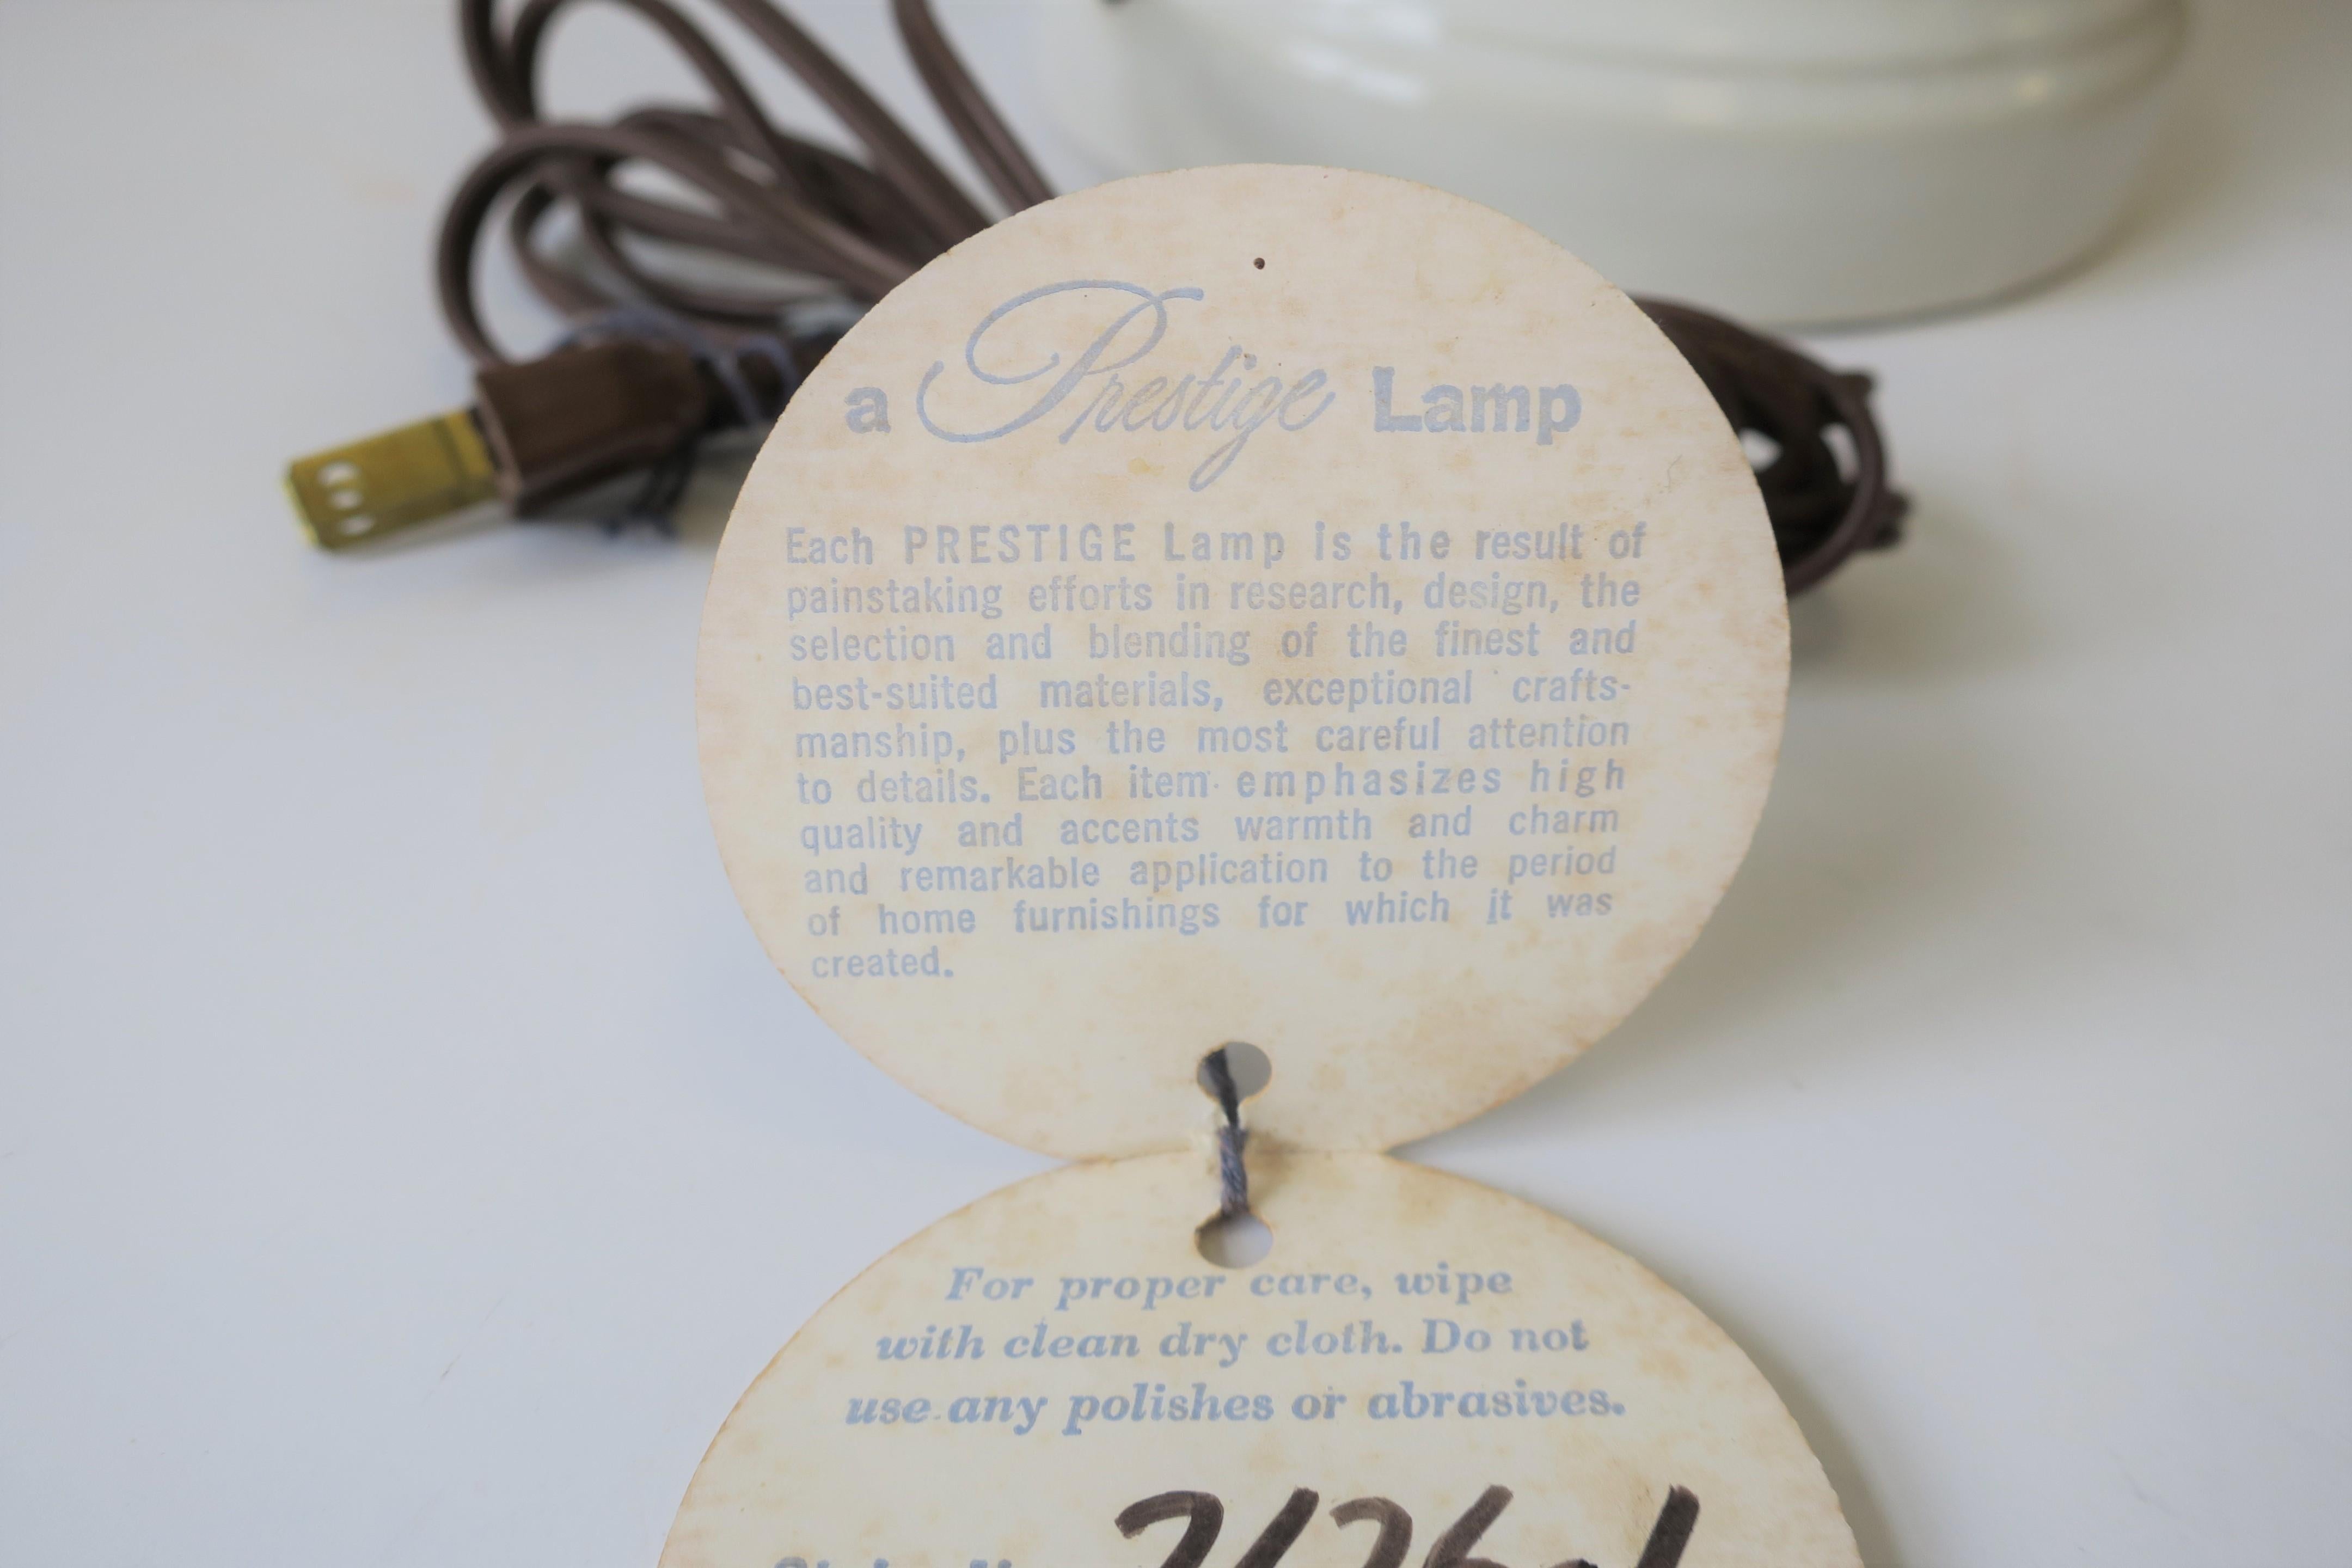 a Prestige Lamp
Each PRESTIGE Lamp is the result of
painstaking efforts in research, design, the
selection and blending of the finest and
best-suited materials, exceptional crafts-
manship, plus the most careful attention
to details. Each item emphasizes high
quality and accents warmth and charm
and remarkable application to the period
of home furnishings for which it was
created.
For proper care, wipe
with clean dry cloth. Do not
use any polishes or abrasives.